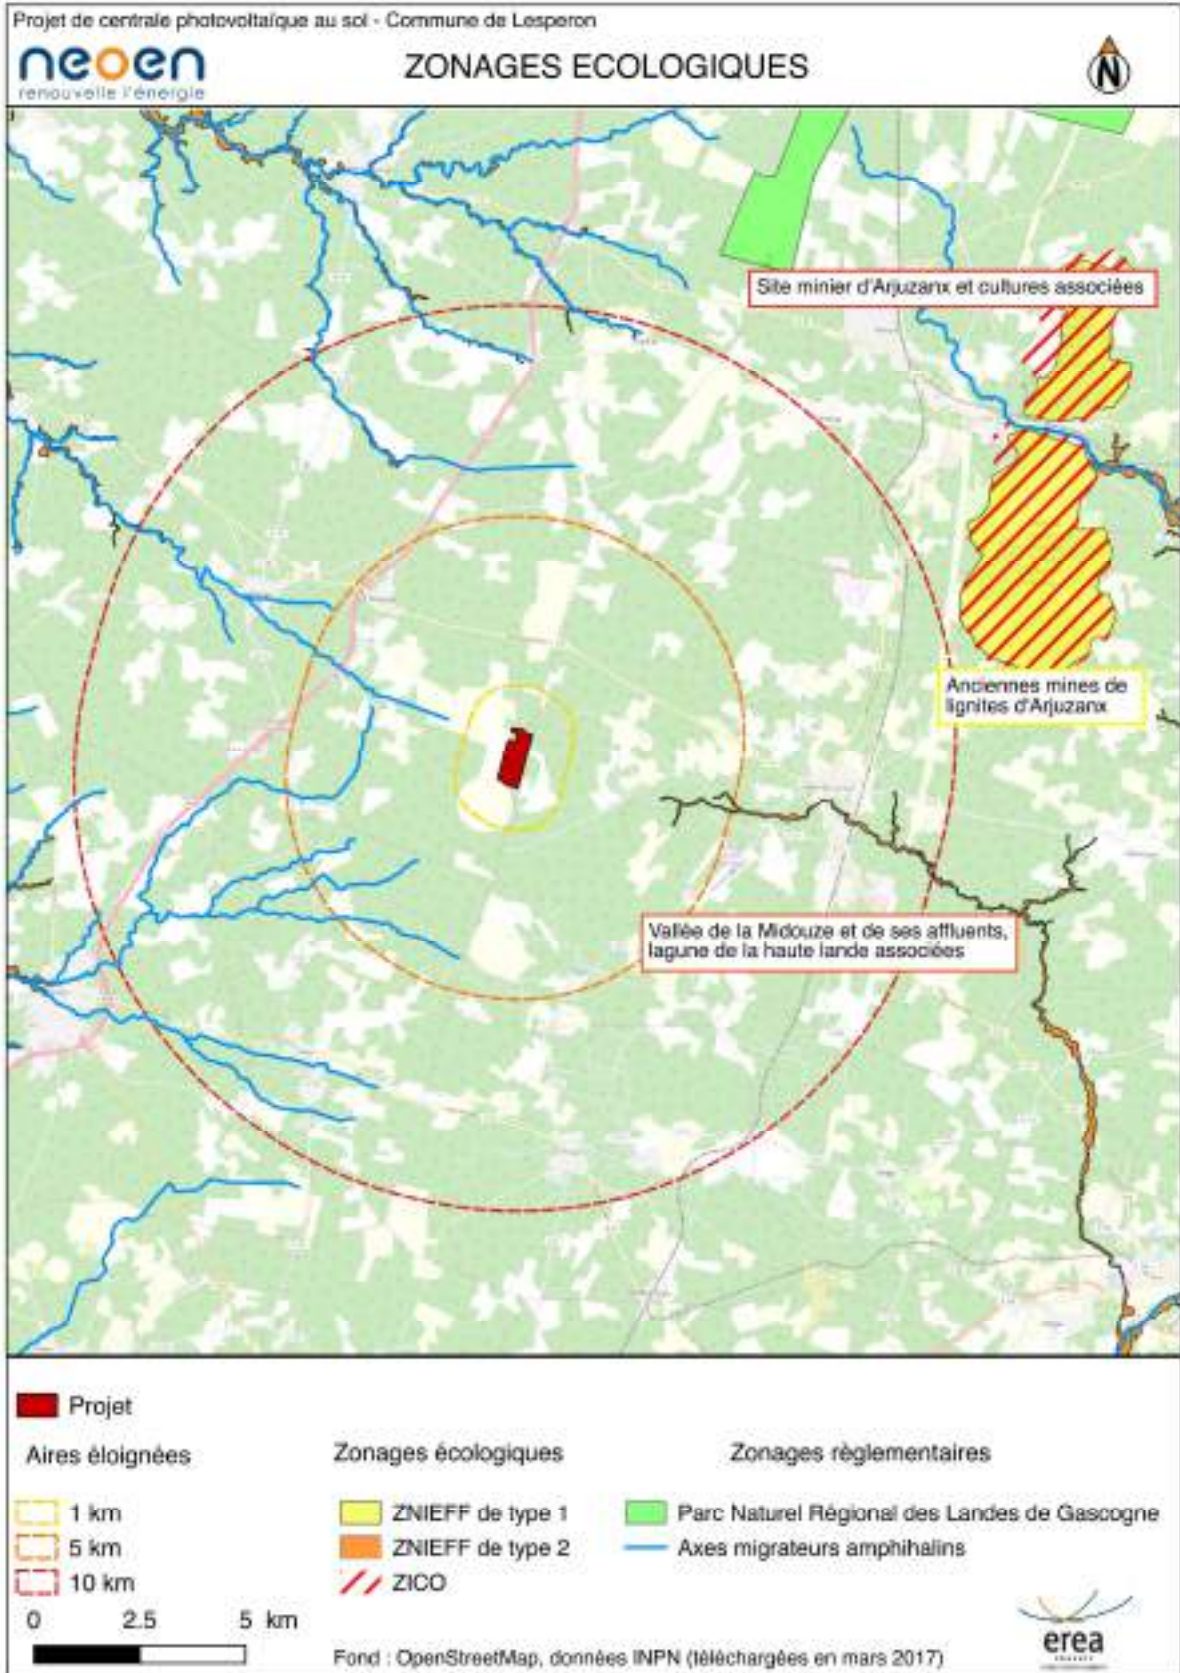 Projet de centrale photovoltaïque au sol - Commune de Lesperon
neoen
renouvelle l'énergie
ZONAGES ECOLOGIQUES
N
Site minier d'Arjuzanx et cultures associées
Anciennes mines de
lignites d'Arjuzanx
Vallée de la Midouze et de ses affluents,
lagune de la haute lande associées
Projet
Aires éloignées
1 km
5 km
10 km
0 2.5 5 km
Zonages écologiques
ZNIEFF de type 1
ZNIEFF de type 2
ZICO
Zonages règlementaires
Parc Naturel Régional des Landes de Gascogne
Axes migrateurs amphihalins
Fond : OpenStreetMap, données INPN (téléchargées en mars 2017)
erea